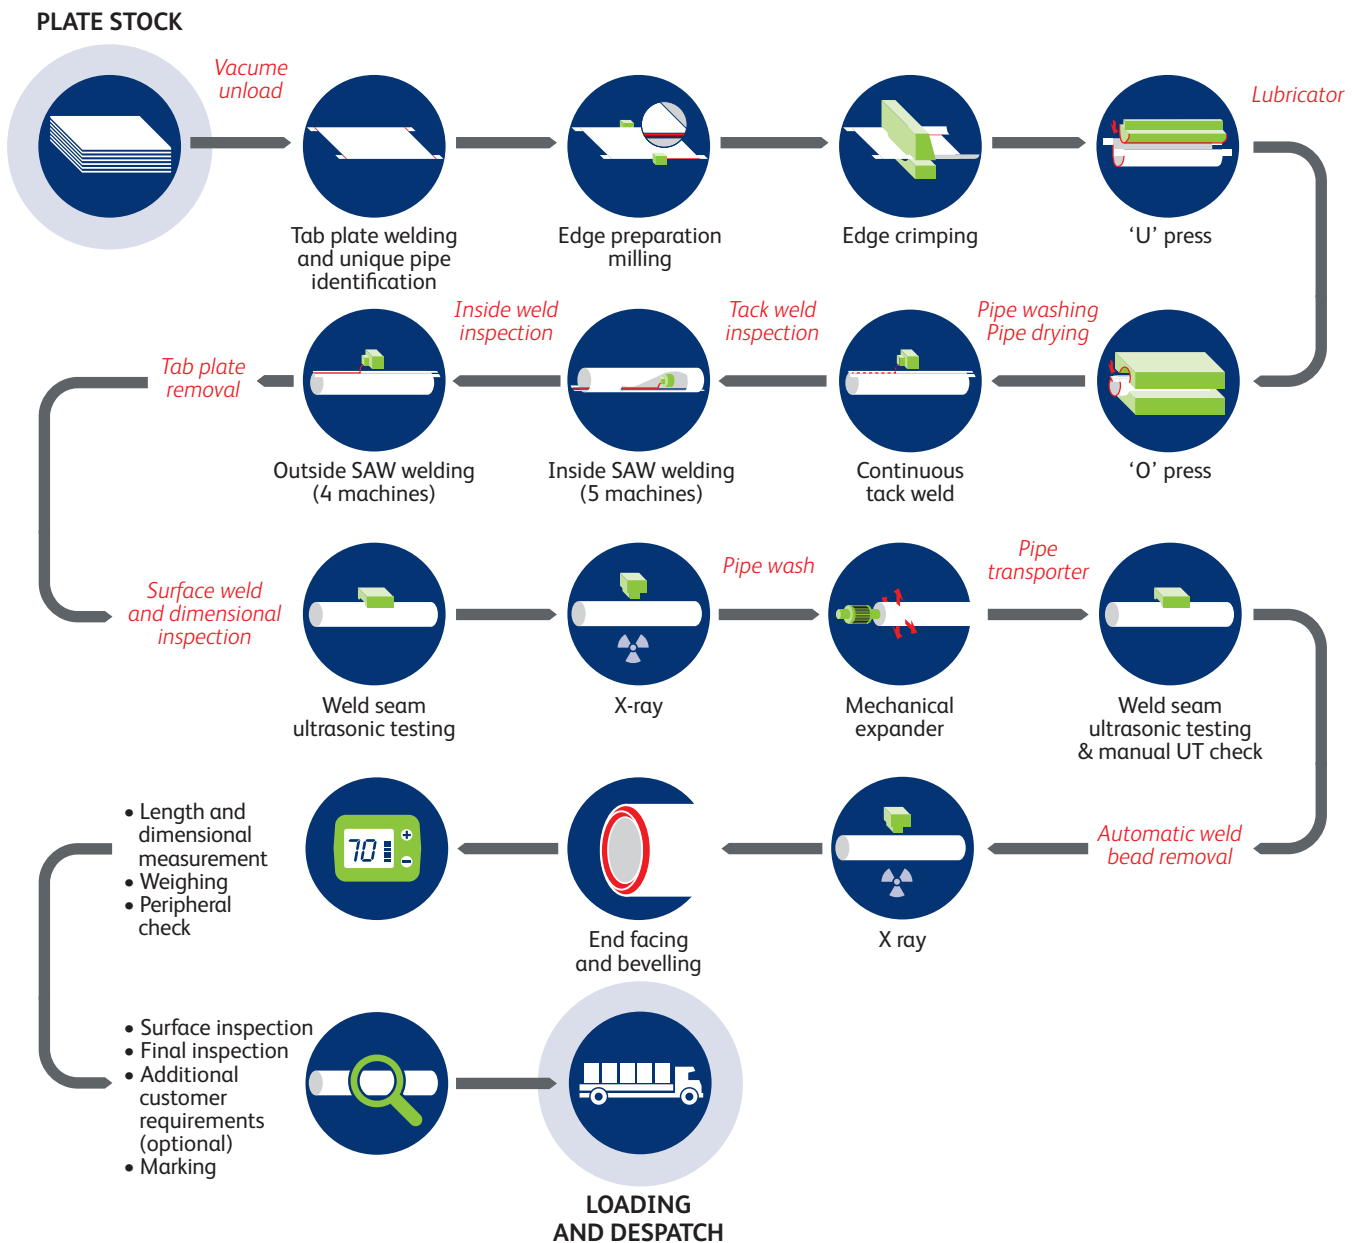 PLATE STOCK
Vacume
unload
Tab plate welding
and unique pipe
identification
Edge preparation
milling
Edge crimping
‘U’ press
Lubricator
‘O’ press
Pipe washing
Pipe drying
Continuous
tack weld
Tack weld
inspection
Inside SAW welding
(5 machines)
Inside weld
inspection
Outside SAW welding
(4 machines)
Tab plate
removal
Surface weld
and dimensional
inspection
Weld seam
ultrasonic testing
X-ray
Pipe wash
Mechanical
expander
Pipe
transporter
Weld seam
ultrasonic testing
& manual UT check
Automatic weld
bead removal
X ray
End facing
and bevelling
70
+
−
• Length and
dimensional
measurement
• Weighing
• Peripheral
check
• Surface inspection
• Final inspection
• Additional
customer
requirements
(optional)
• Marking
LOADING
AND DESPATCH